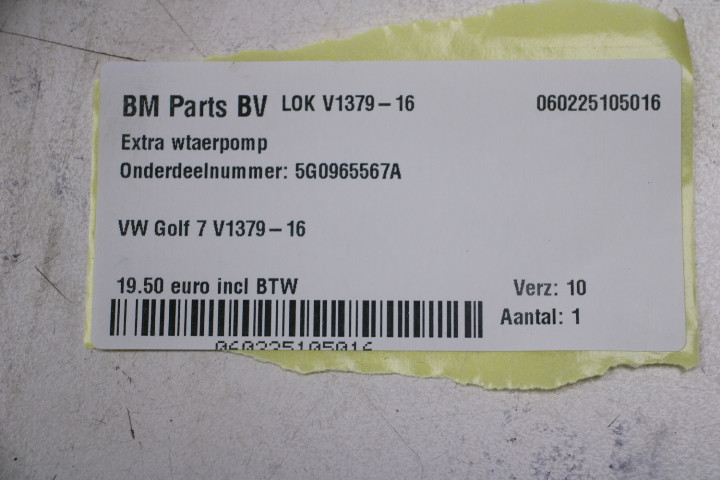 BM Parts BV LOK V1379-16 060225105016
Extra wtaerpomp
Onderdeelnummer: 5G0965567A
VW Golf 7 V1379-16
19.50 euro incl BTW Verz: 10
Aantal: 1
060225105016